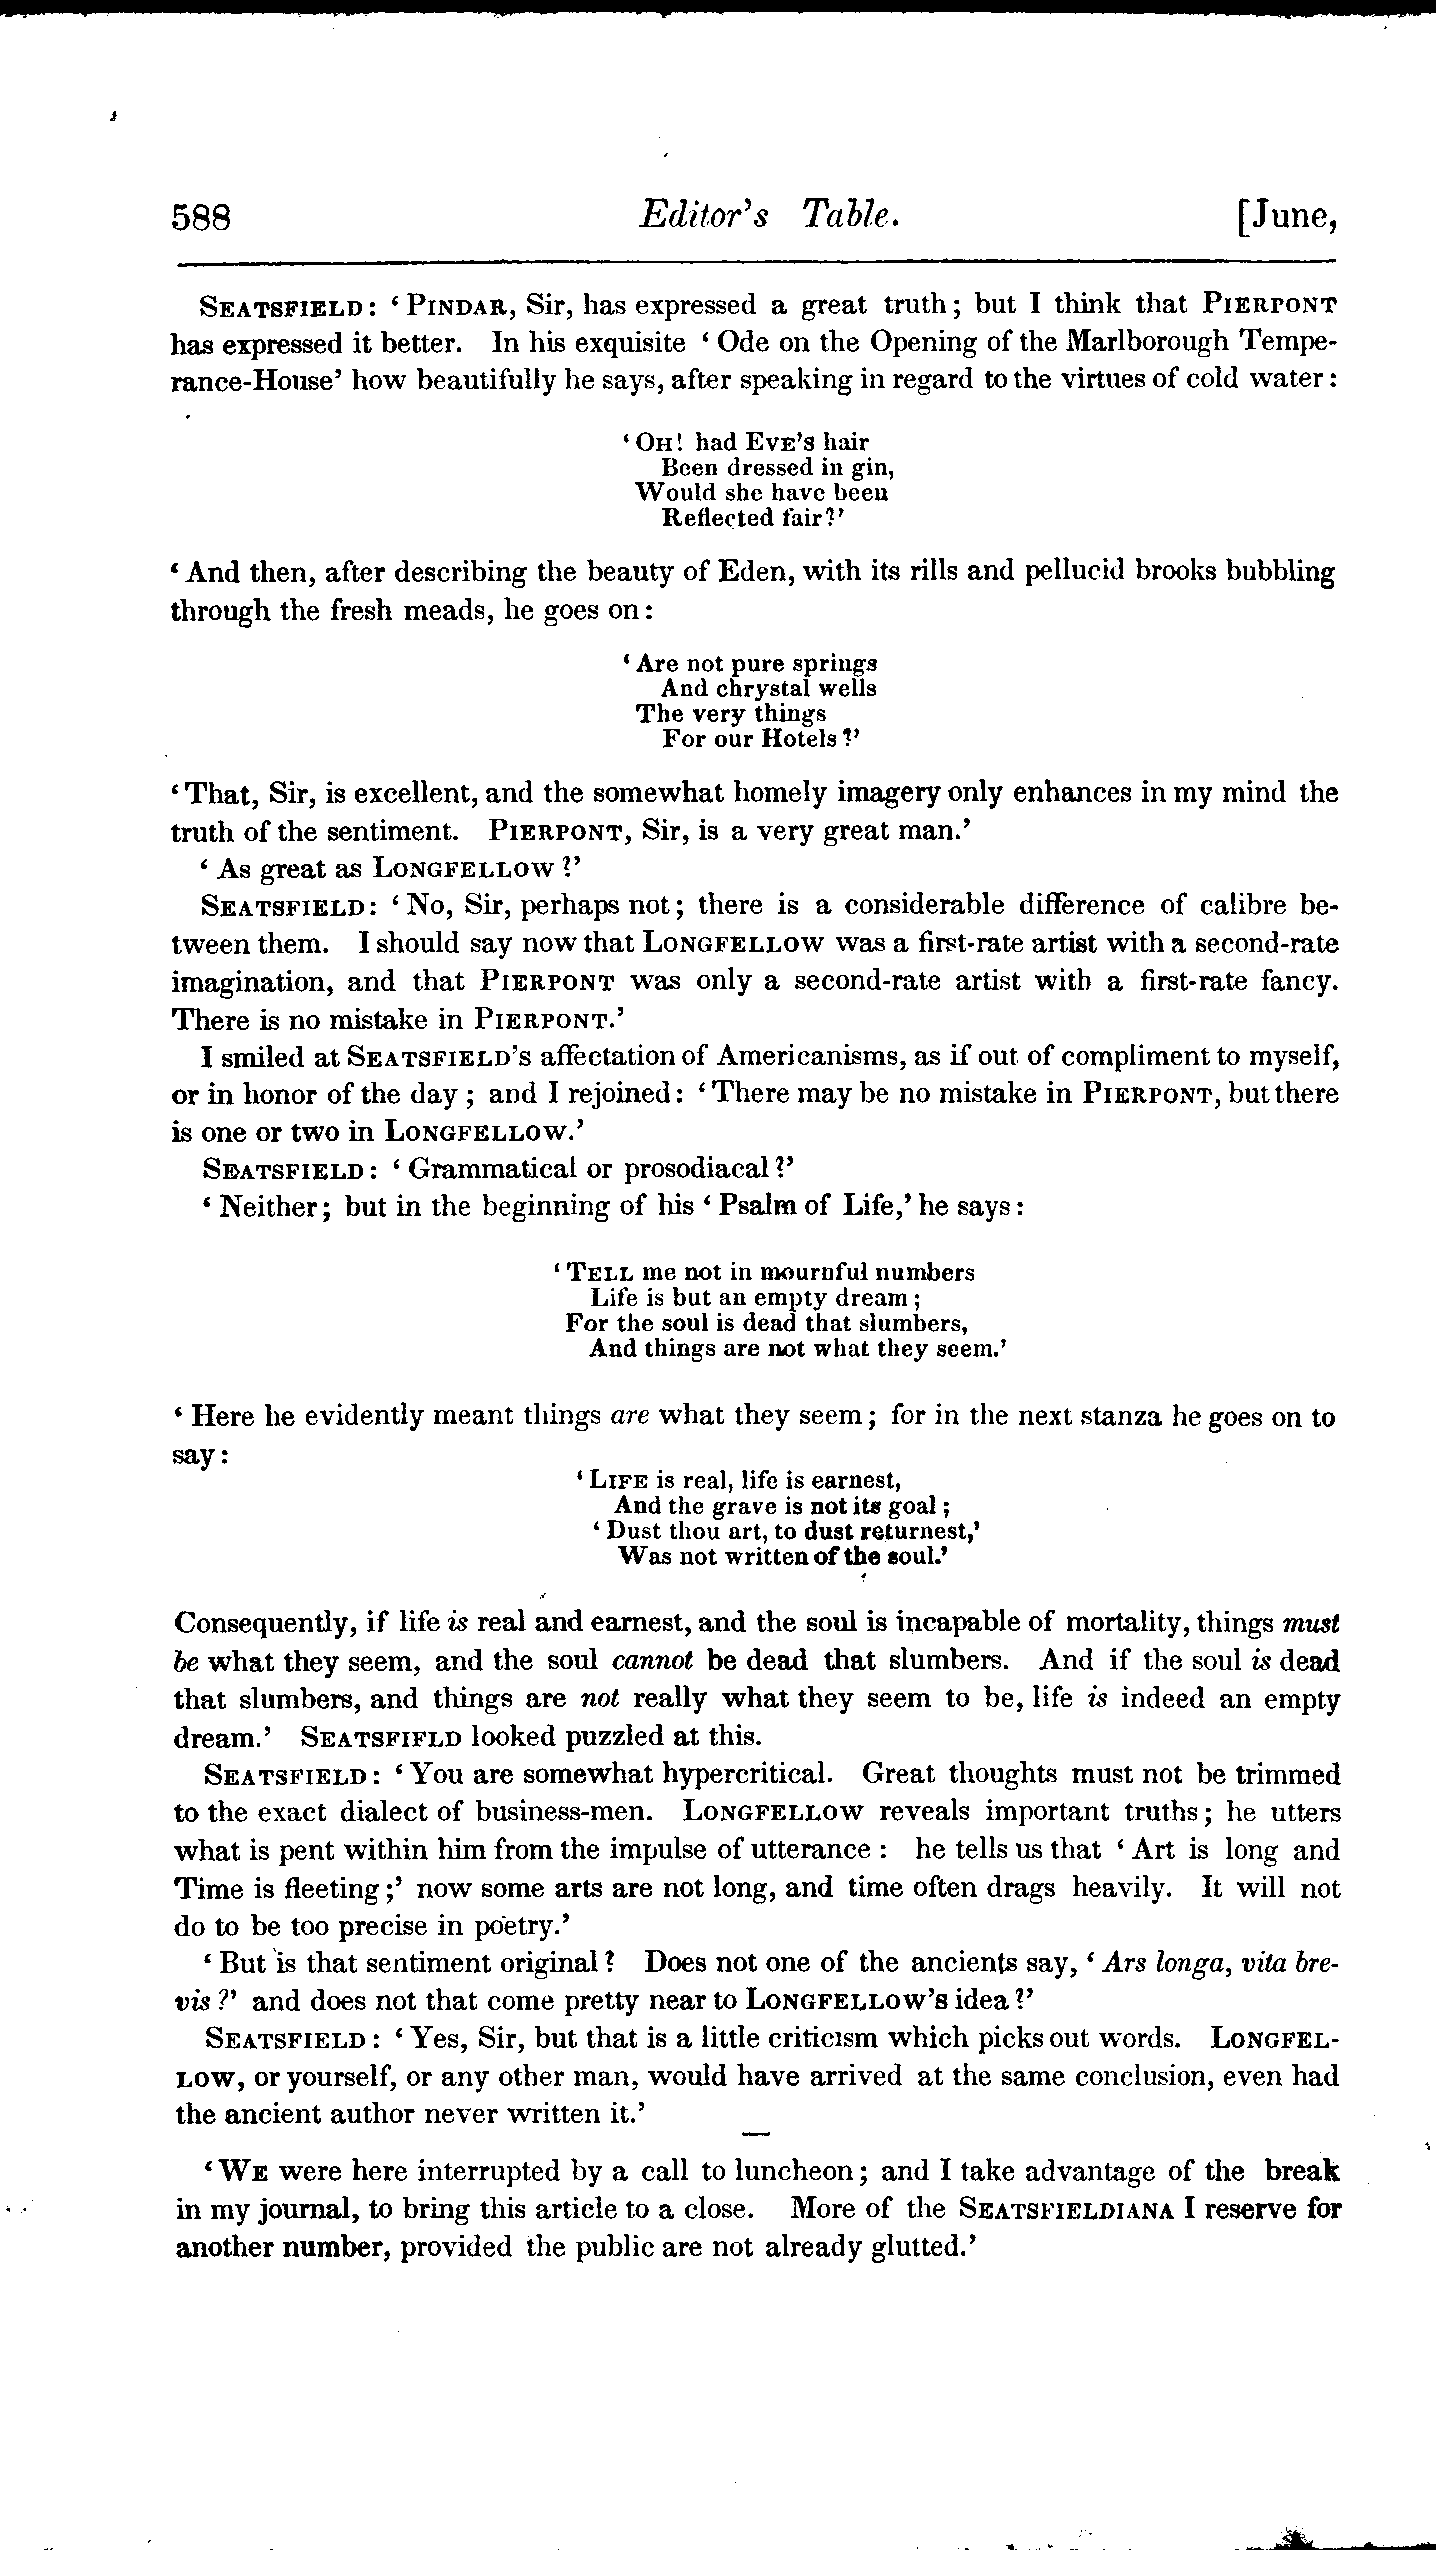 588 Editor's Table. [June,
SEATSFIELD: ‘PINDAR, Sir, has expressed a great truth; but I think that PIERPONT
has expressed it better. In his exquisite ‘Ode on the Opening of the Marlborough Tempe-
rance-House’ how beautifully he says, after speaking in regard to the virtues of cold water:
‘OH! had EVE’S hair
Been dressed in gin,
Would she have been
Reflected fair?’
‘And then, after describing the beauty of Eden, with its rills and pellucid brooks bubbling
through the fresh meads, he goes on:
‘Are not pure springs
And chrystal wells
The very things
For our Hotels?’
‘That, Sir, is excellent, and the somewhat homely imagery only enhances in my mind the
truth of the sentiment. PIERPONT, Sir, is a very great man.’
‘As great as LONGFELLOW?’
SEATSFIELD: ‘No, Sir, perhaps not; there is a considerable difference of calibre be-
tween them. I should say now that LONGFELLOW was a first-rate artist with a second-rate
imagination, and that PIERPONT was only a second-rate artist with a first-rate fancy.
There is no mistake in PIERPONT.’
I smiled at SEATSFIELD’S affectation of Americanisms, as if out of compliment to myself,
or in honor of the day; and I rejoined: ‘There may be no mistake in PIERPONT, but there
is one or two in LONGFELLOW.’
SEATSFIELD: ‘Grammatical or prosodiacal?’
‘Neither; but in the beginning of his ‘Psalm of Life,’ he says:
‘TELL me not in mournful numbers
Life is but an empty dream;
For the soul is dead that slumbers,
And things are not what they seem.’
‘Here he evidently meant things are what they seem; for in the next stanza he goes on to
say:
‘LIFE is real, life is earnest,
And the grave is not its goal;
‘Dust thou art, to dust returnest,’
Was not written of the soul.’
Consequently, if life is real and earnest, and the soul is incapable of mortality, things must
be what they seem, and the soul cannot be dead that slumbers. And if the soul is dead
that slumbers, and things are not really what they seem to be, life is indeed an empty
dream.’ SEATSFIFLD looked puzzled at this.
SEATSFIELD: ‘You are somewhat hypercritical. Great thoughts must not be trimmed
to the exact dialect of business-men. LONGFELLOW reveals important truths; he utters
what is pent within him from the impulse of utterance: he tells us that ‘Art is long and
Time is fleeting;’ now some arts are not long, and time often drags heavily. It will not
do to be too precise in poetry.’
‘But is that sentiment original? Does not one of the ancients say, ‘Ars longa, vita bre-
vis?’ and does not that come pretty near to LONGFELLOW’S idea?’
SEATSFIELD: ‘Yes, Sir, but that is a little criticism which picks out words. LONGFEL-
LOW, or yourself, or any other man, would have arrived at the same conclusion, even had
the ancient author never written it.’
‘WE were here interrupted by a call to luncheon; and I take advantage of the break
in my journal, to bring this article to a close. More of the SEATSFIELDIANA I reserve for
another number, provided the public are not already glutted.’